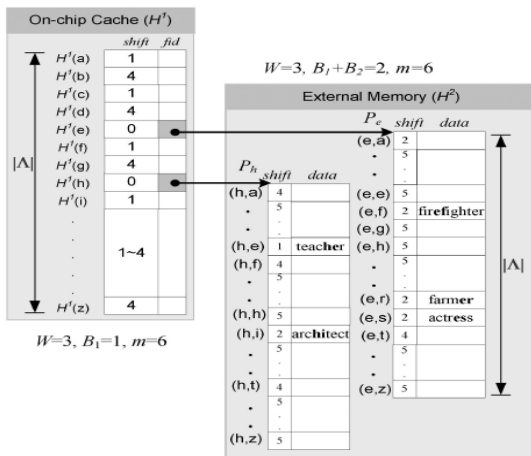 On-chip Cache (H¹)
shift fid
H¹(a) 1
H¹(b) 4
H¹(c) 1
H¹(d) 4
H¹(e) 0
H¹(f) 1
H¹(g) 4
H¹(h) 0
H¹(i) 1
1~4
H¹(z) 4
|Λ|
W=3, B₁=1, m=6
W=3, B₁+B₂=2, m=6
External Memory (H²)
Pₑ shift data
(e,a) 2
5
(e,e) 5
(e,f) 2 firefighter
(e,g) 5
(e,h) 5
5
(e,r) 2 farmer
(e,s) 2 actress
(e,t) 4
5
(e,z) 5
|Λ|
Pₕ shift data
(h,a) 4
5
(h,e) 1 teacher
(h,f) 4
5
(h,h) 5
(h,i) 2 architect
5
(h,t) 4
5
(h,z) 5